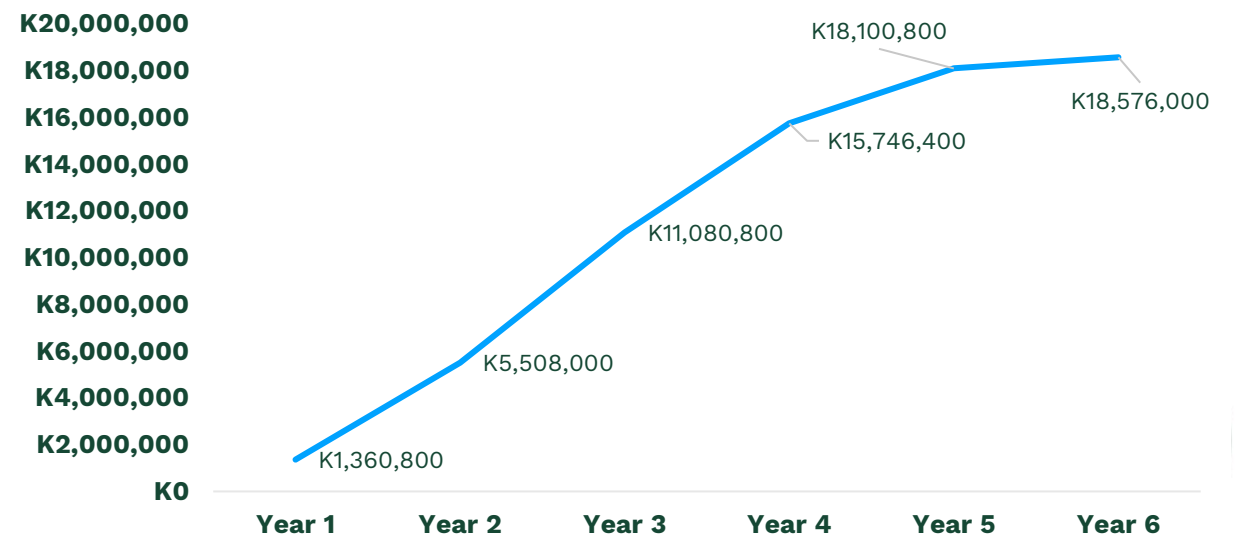 K20,000,000
K18,000,000
K16,000,000
K14,000,000
K12,000,000
K10,000,000
K8,000,000
K6,000,000
K4,000,000
K2,000,000
K0
K18,100,800
K18,576,000
K15,746,400
K11,080,800
K5,508,000
K1,360,800
Year 1 Year 2 Year 3 Year 4 Year 5 Year 6